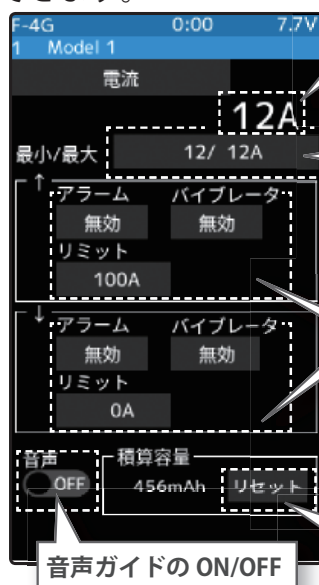 F-4G 0:00 7.7V
1 Model 1
電流
12A
最小/最大 12/ 12A
↑
アラーム バイブレータ
無効 無効
リミット
100A
↓
アラーム バイブレータ
無効 無効
リミット
0A
音声 積算容量
OFF 456mAh リセット
音声ガイドの ON/OFF